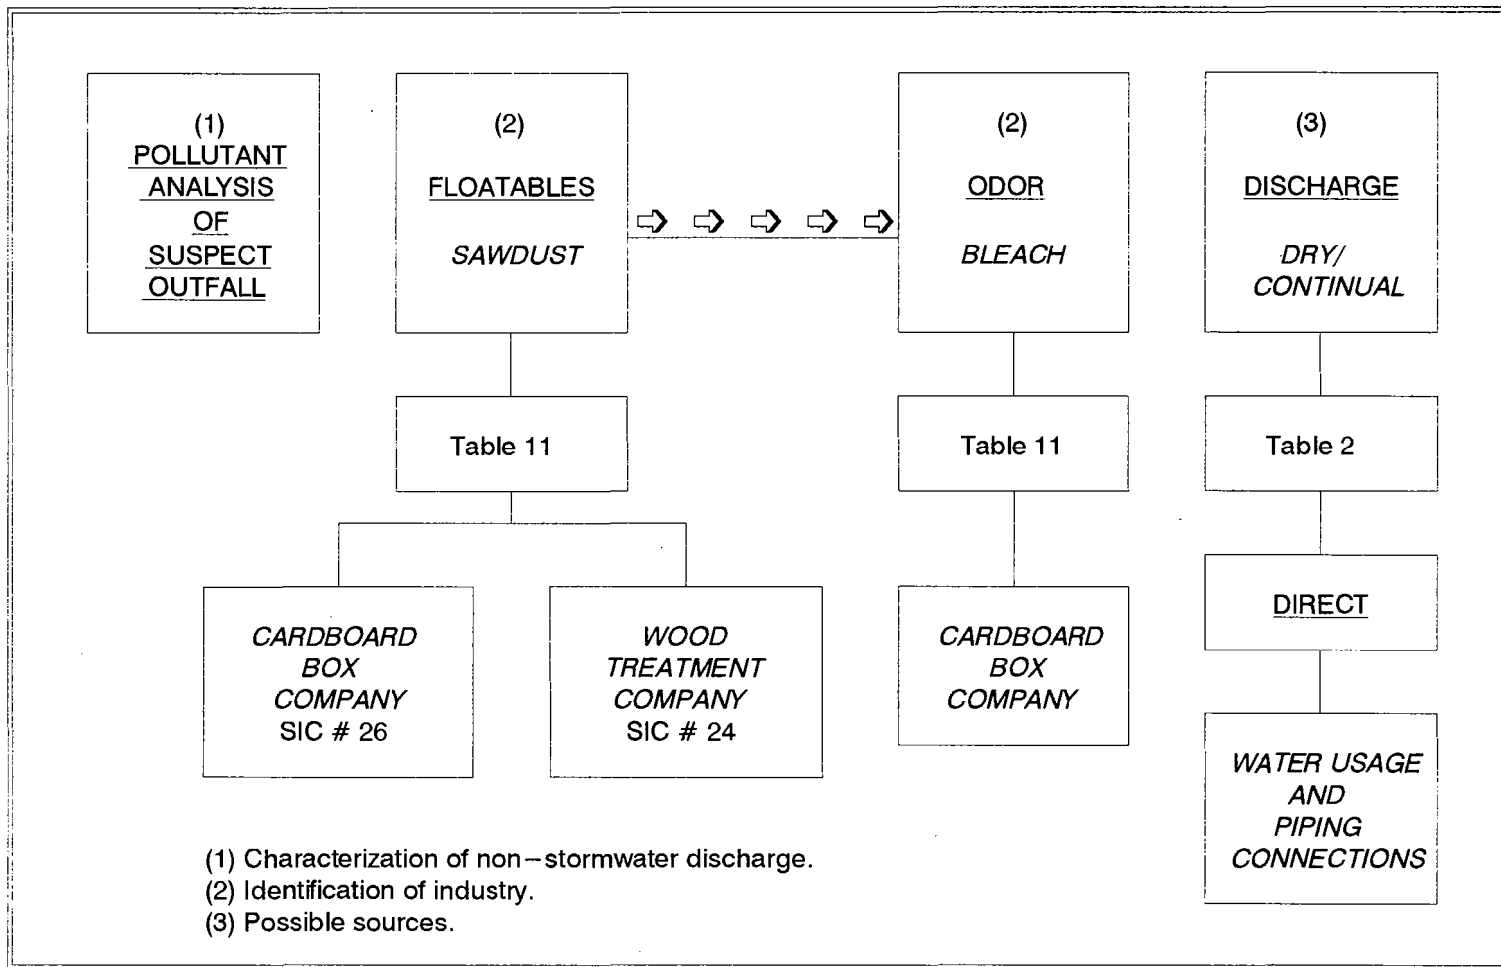 (1)
POLLUTANT
ANALYSIS
OF
SUSPECT
OUTFALL
(2)
FLOATABLES
SAWDUST
(2)
ODOR
BLEACH
(3)
DISCHARGE
DRY/
CONTINUAL
Table 11
Table 11
Table 2
CARDBOARD
BOX
COMPANY
SIC # 26
WOOD
TREATMENT
COMPANY
SIC # 24
CARDBOARD
BOX
COMPANY
DIRECT
WATER USAGE
AND
PIPING
CONNECTIONS
(1) Characterization of non-stormwater discharge.
(2) Identification of industry.
(3) Possible sources.